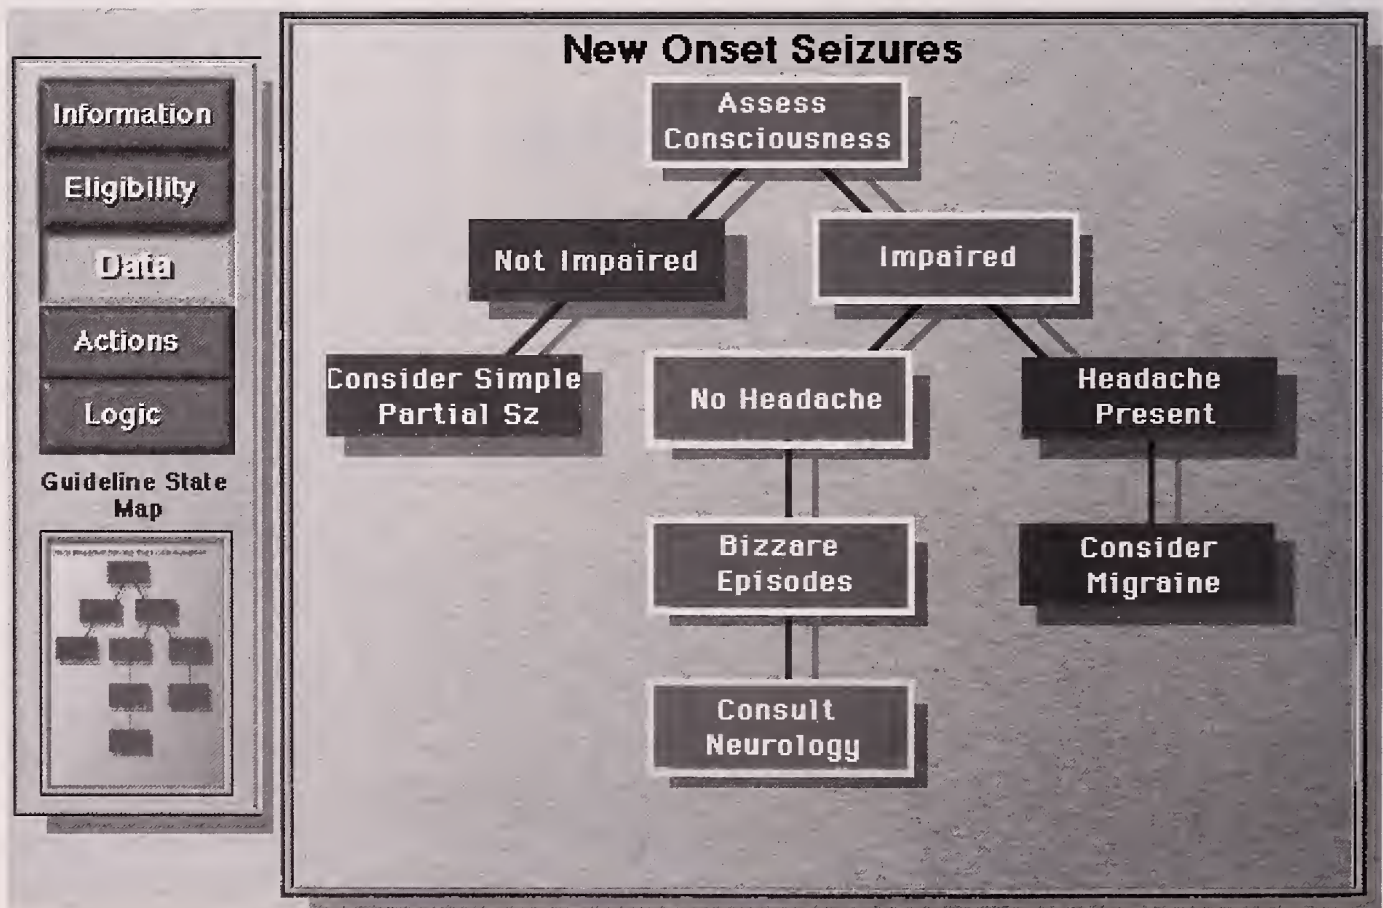 New Onset Seizures
Information
Eligibility
Data
Actions
Logic
Guideline State
Map
Assess
Consciousness
Not Impaired
Impaired
Consider Simple
Partial Sz
No Headache
Headache
Present
Bizzare
Episodes
Consider
Migraine
Consult
Neurology